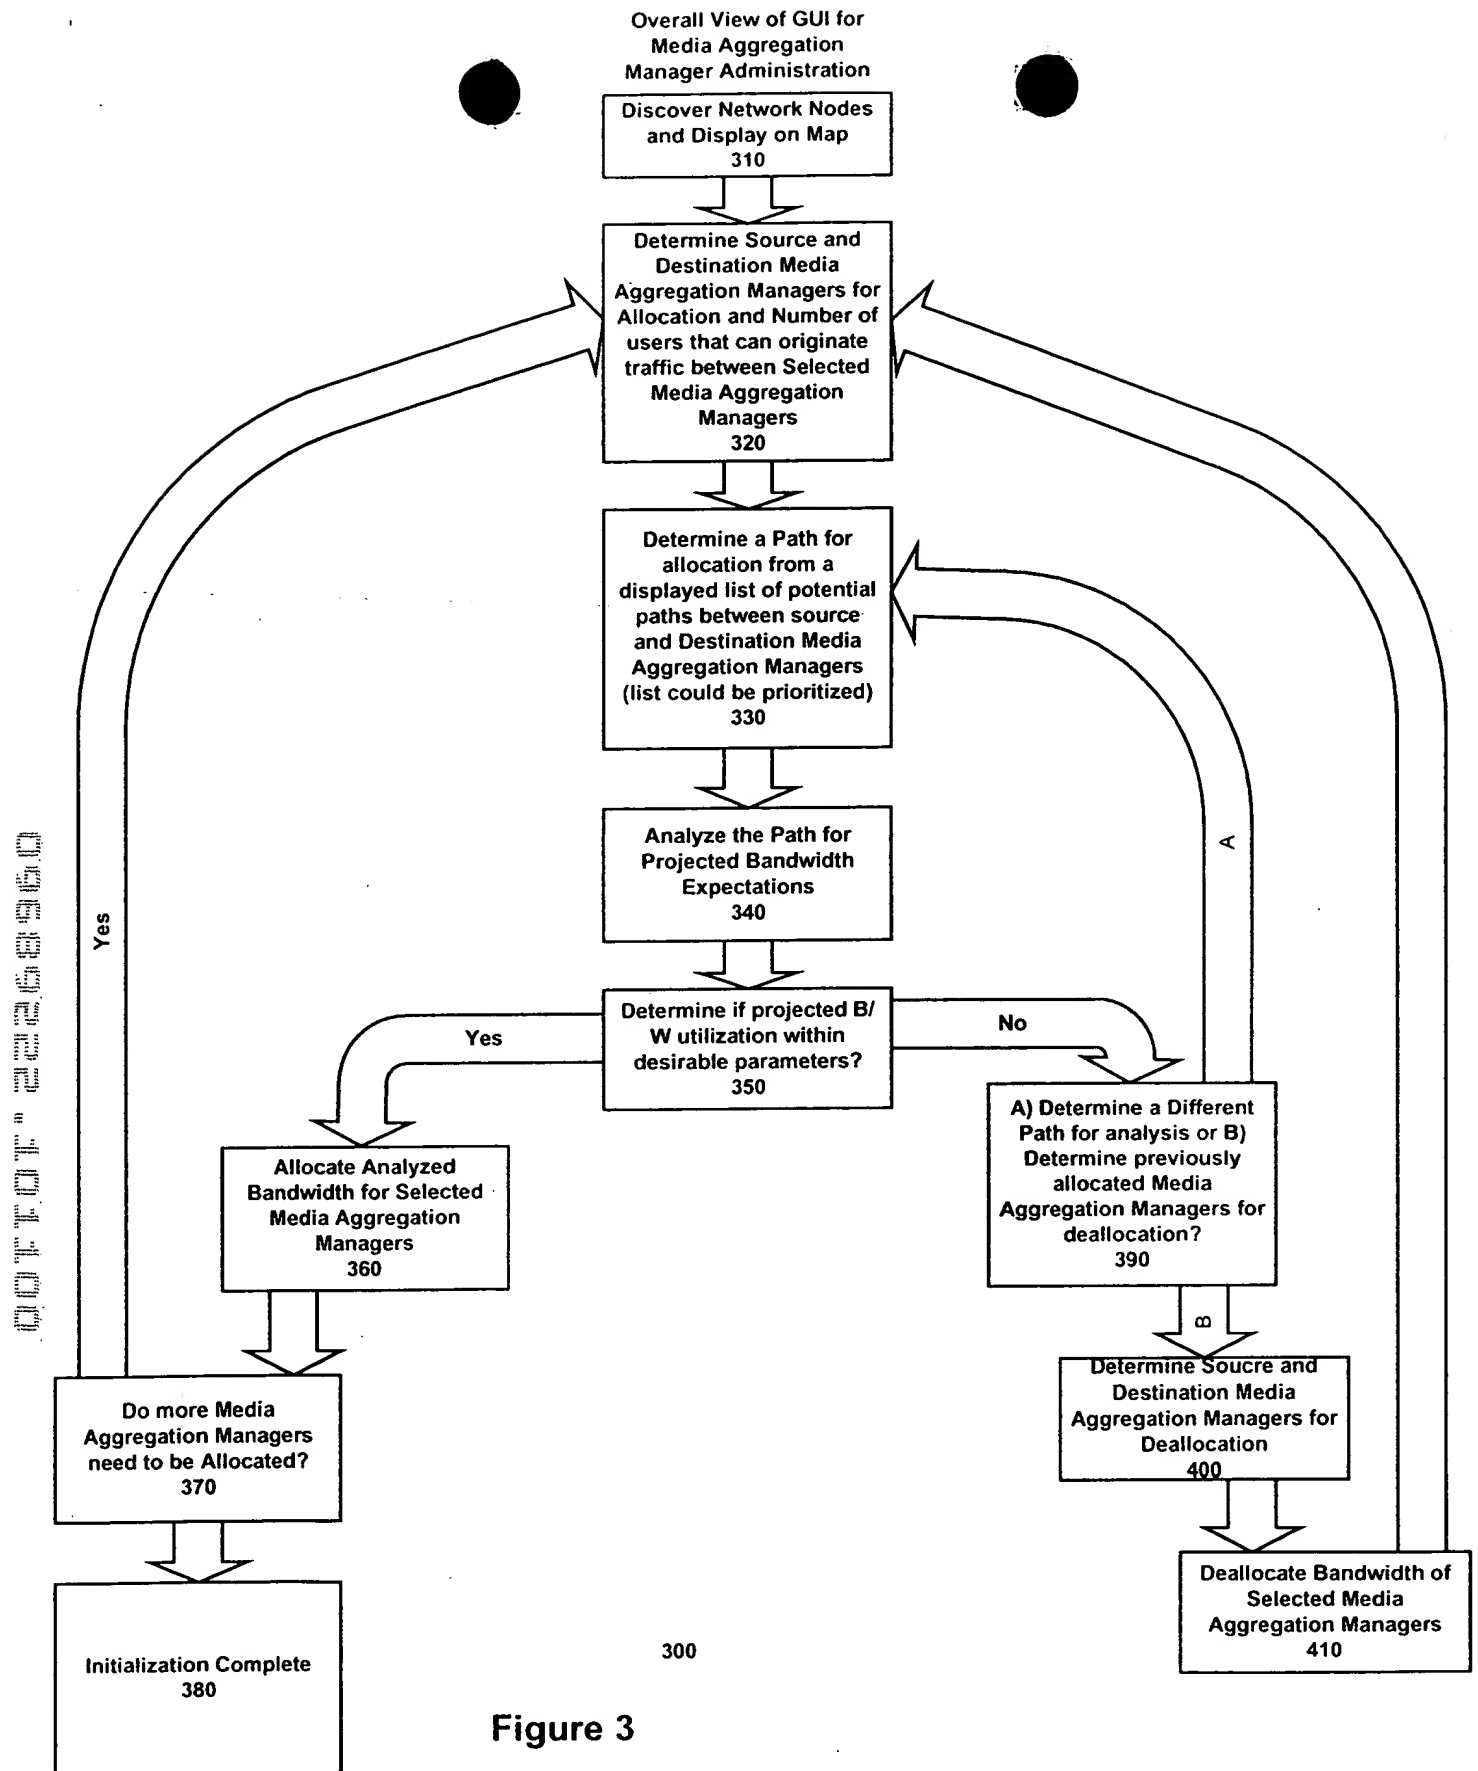 Overall View of GUI for
Media Aggregation
Manager Administration
Discover Network Nodes
and Display on Map
310
Determine Source and
Destination Media
Aggregation Managers for
Allocation and Number of
users that can originate
traffic between Selected
Media Aggregation
Managers
320
Determine a Path for
allocation from a
displayed list of potential
paths between source
and Destination Media
Aggregation Managers
(list could be prioritized)
330
A
Analyze the Path for
Projected Bandwidth
Expectations
340
Yes
Determine if projected B/
W utilization within
desirable parameters?
350
Yes
No
Allocate Analyzed
Bandwidth for Selected
Media Aggregation
Managers
360
A) Determine a Different
Path for analysis or B)
Determine previously
allocated Media
Aggregation Managers for
deallocation?
390
B
Determine Soucre and
Destination Media
Aggregation Managers for
Deallocation
400
Do more Media
Aggregation Managers
need to be Allocated?
370
Deallocate Bandwidth of
Selected Media
Aggregation Managers
410
Initialization Complete
380
300
Figure 3